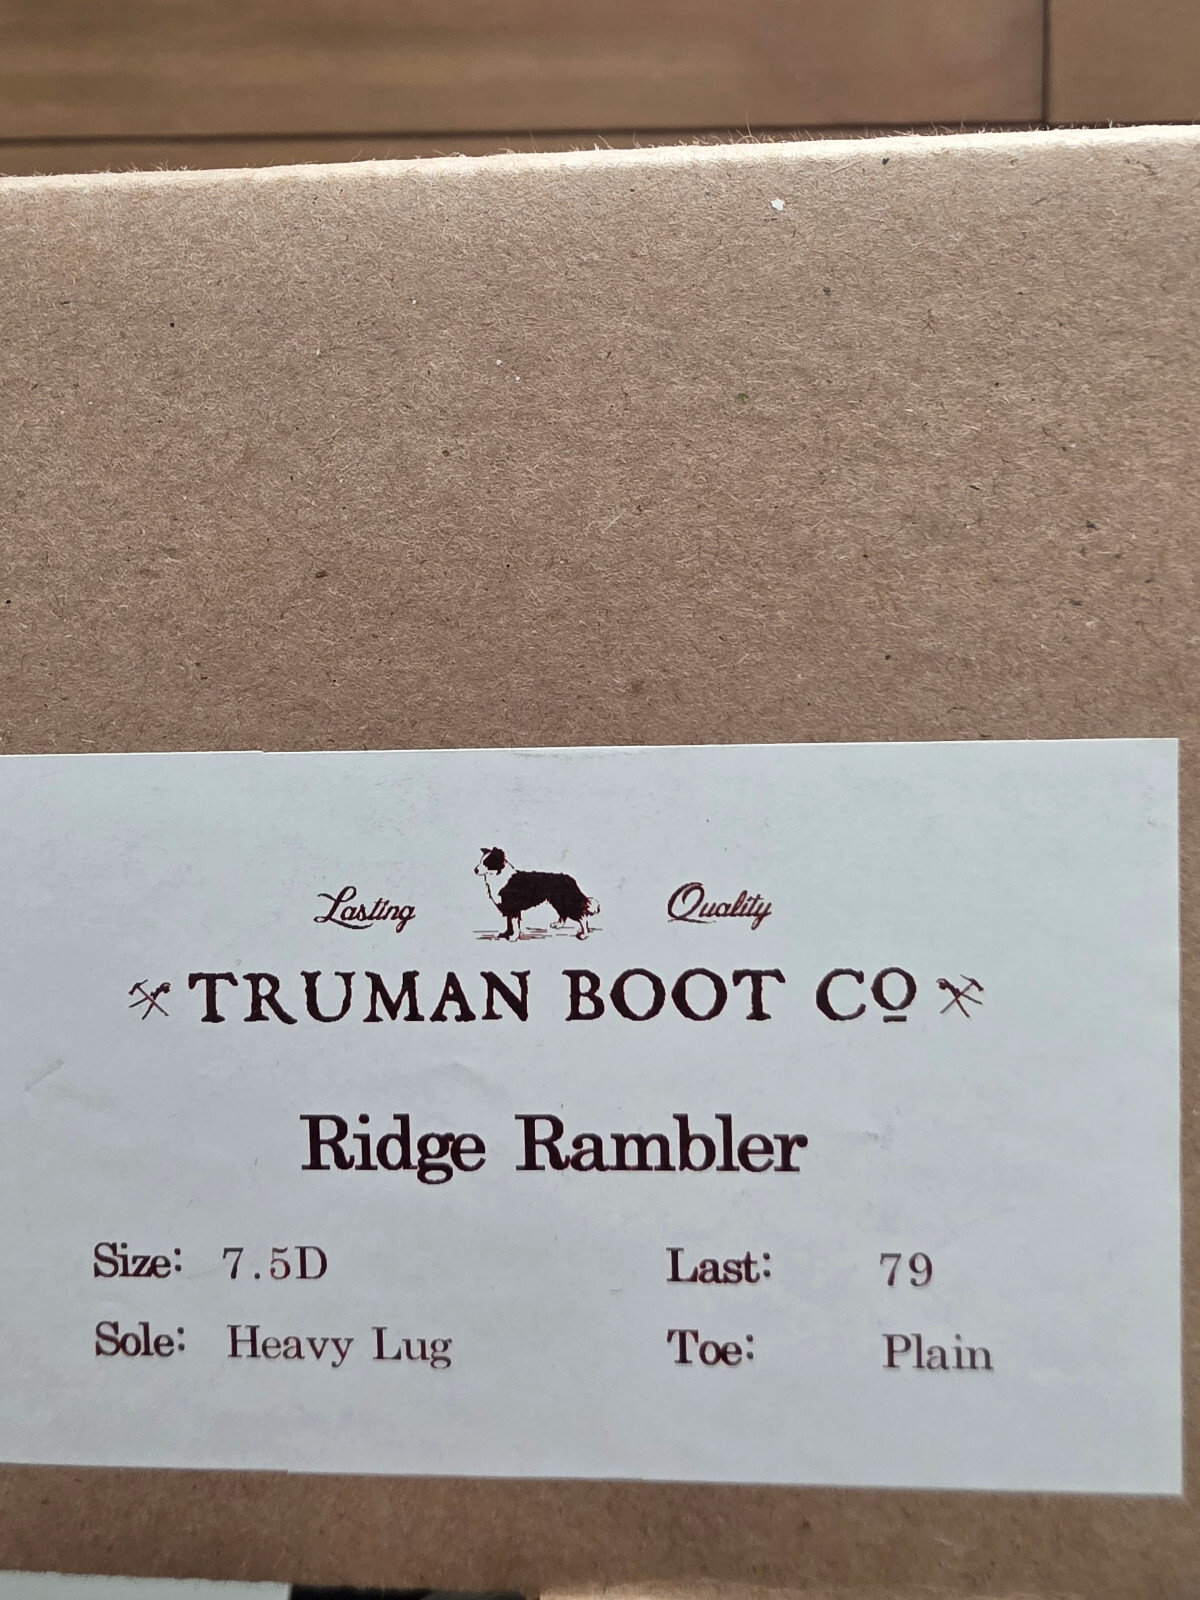 Lasting Quality
TRUMAN BOOT Cº
Ridge Rambler
Size: 7.5D Last: 79
Sole: Heavy Lug Toe: Plain